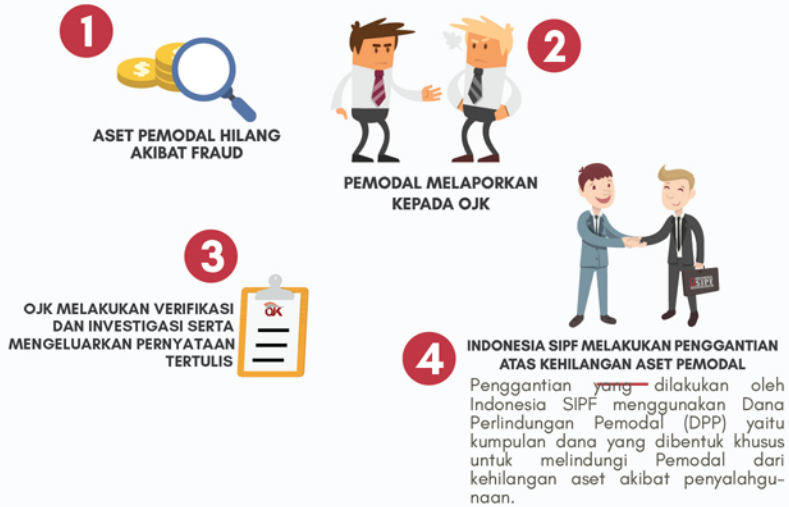 1
ASET PEMODAL HILANG
AKIBAT FRAUD
2
PEMODAL MELAPORKAN
KEPADA OJK
3
OJK MELAKUKAN VERIFIKASI
DAN INVESTIGASI SERTA
MENGELUARKAN PERNYATAAN
TERTULIS
OJK
SIPF
4
INDONESIA SIPF MELAKUKAN PENGGANTIAN
ATAS KEHILANGAN ASET PEMODAL
Penggantian yang dilakukan oleh
Indonesia SIPF menggunakan Dana
Perlindungan Pemodal (DPP) yaitu
kumpulan dana yang dibentuk khusus
untuk melindungi Pemodal dari
kehilangan aset akibat penyalahgu-
naan.